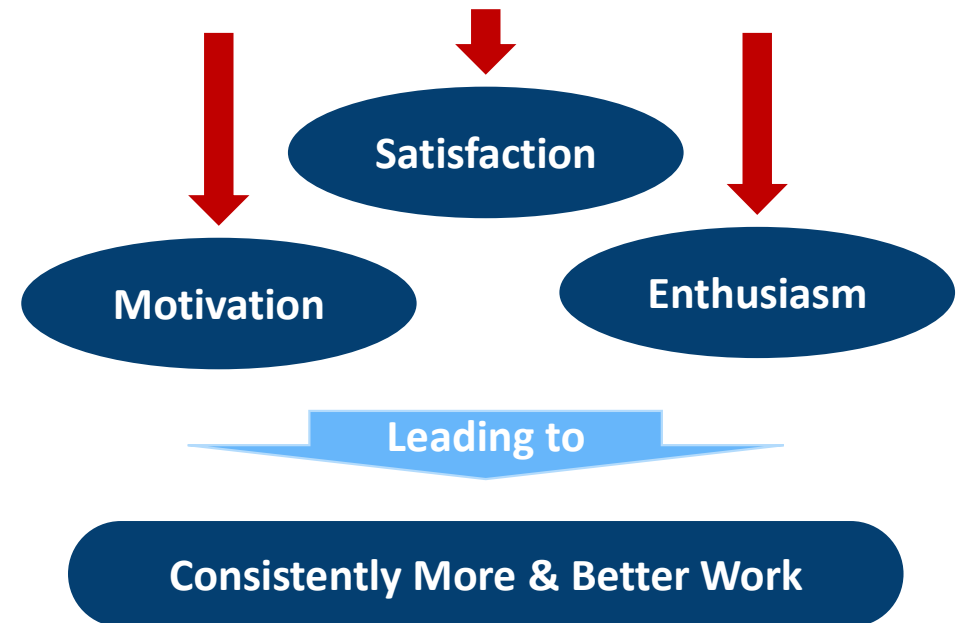 Satisfaction
Motivation
Enthusiasm
Leading to
Consistently More & Better Work